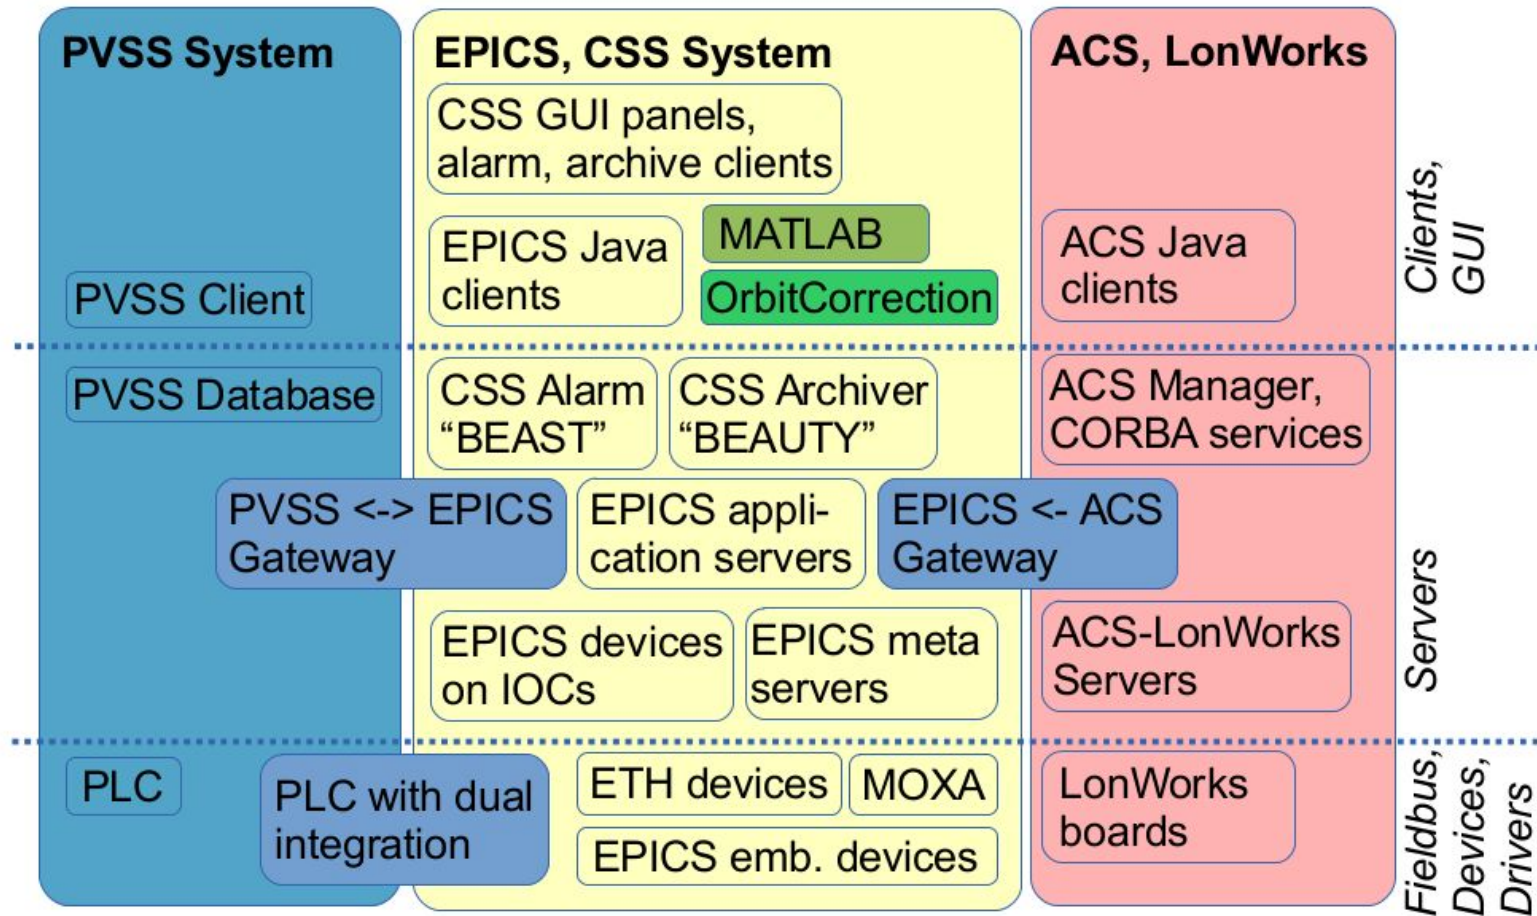 PVSS System
PVSS Client
PVSS Database
PVSS <-> EPICS
Gateway
PLC
PLC with dual
integration
EPICS, CSS System
CSS GUI panels,
alarm, archive clients
EPICS Java
clients
MATLAB
OrbitCorrection
CSS Alarm
“BEAST”
CSS Archiver
“BEAUTY”
EPICS appli-
cation servers
EPICS <- ACS
Gateway
EPICS devices
on IOCs
EPICS meta
servers
ETH devices
MOXA
EPICS emb. devices
ACS, LonWorks
ACS Java
clients
ACS Manager,
CORBA services
ACS-LonWorks
Servers
LonWorks
boards
Clients,
GUI
Servers
Fieldbus,
Devices,
Drivers